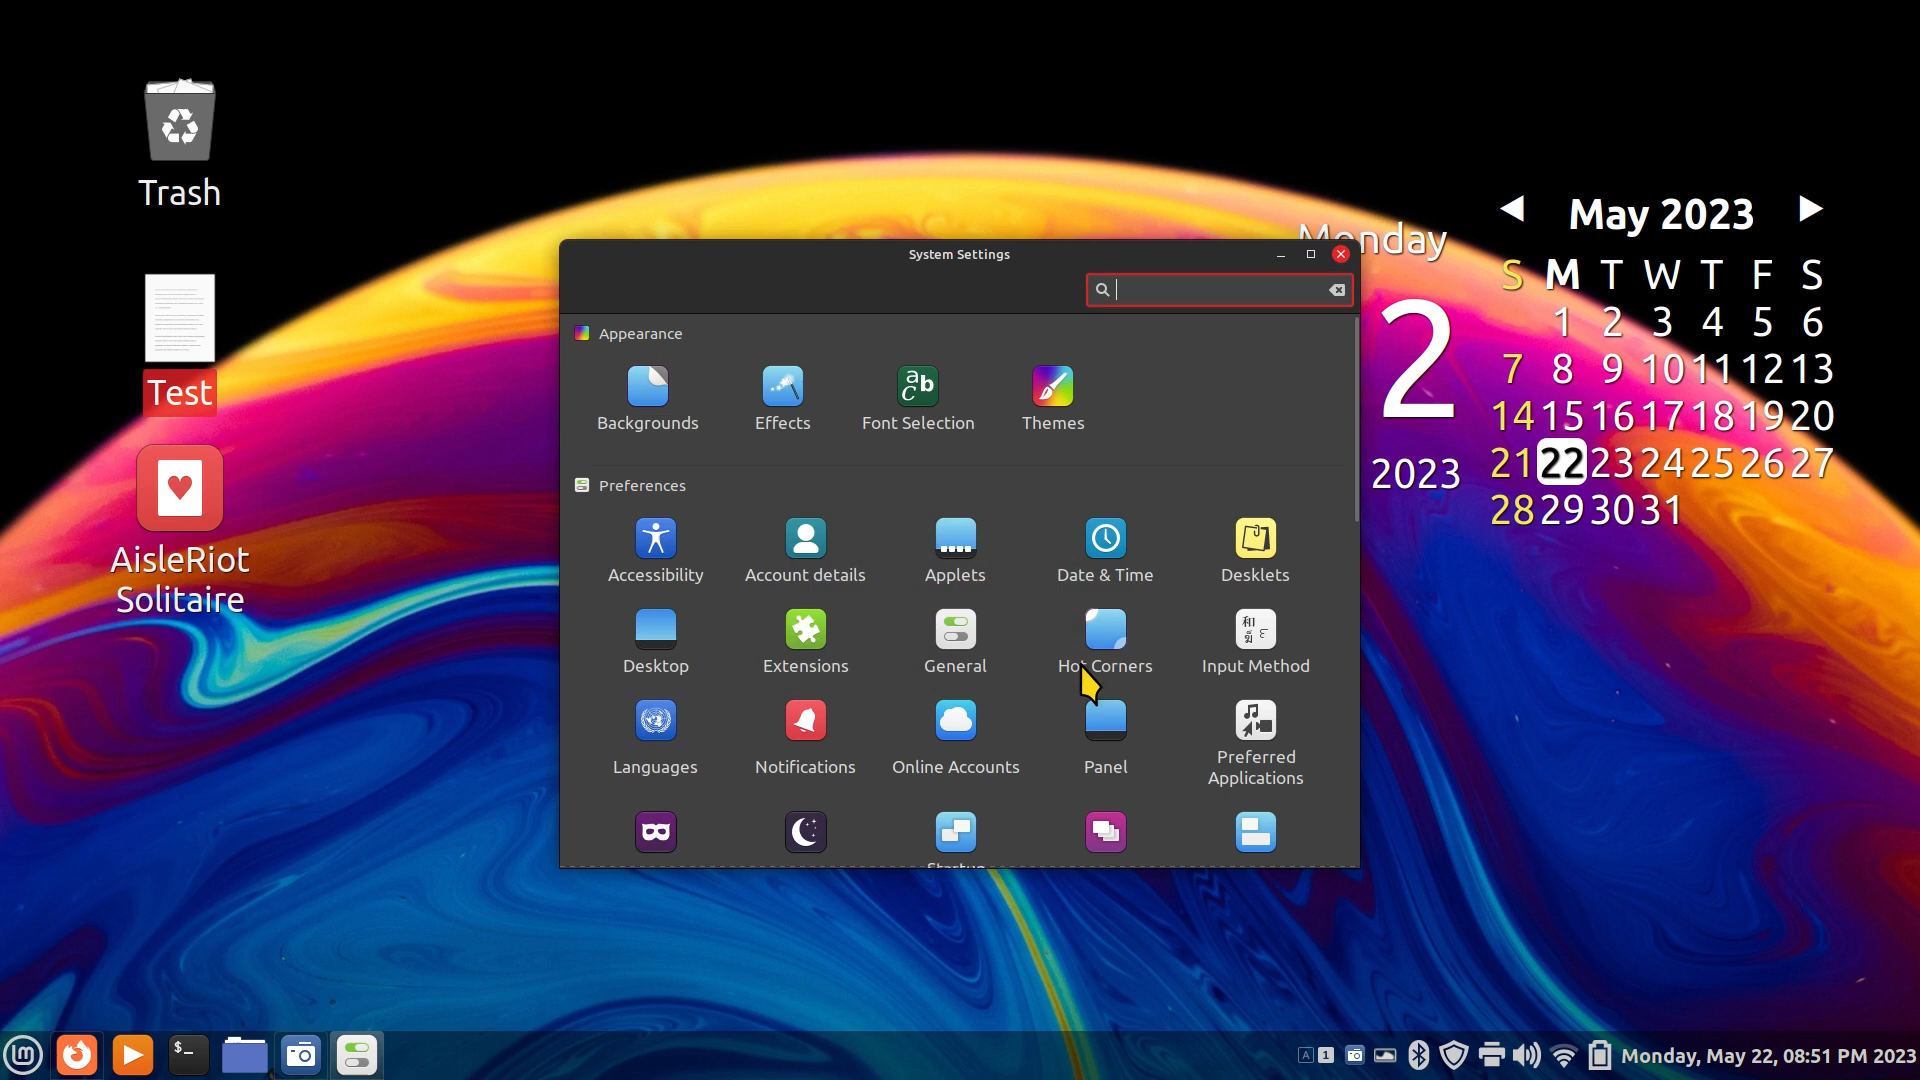 Trash
Test
AisleRiot
Solitaire
System Settings
Appearance
Backgrounds
Effects
Font Selection
Themes
Preferences
Accessibility
Account details
Applets
Date & Time
Desklets
Desktop
Extensions
General
Hot Corners
Input Method
Languages
Notifications
Online Accounts
Panel
Preferred
Applications
Startup
Monday
2
2023
May 2023
S M T W T F S
1 2 3 4 5 6
7 8 9 10 11 12 13
14 15 16 17 18 19 20
21 22 23 24 25 26 27
28 29 30 31
A 1
Monday, May 22, 08:51 PM 2023